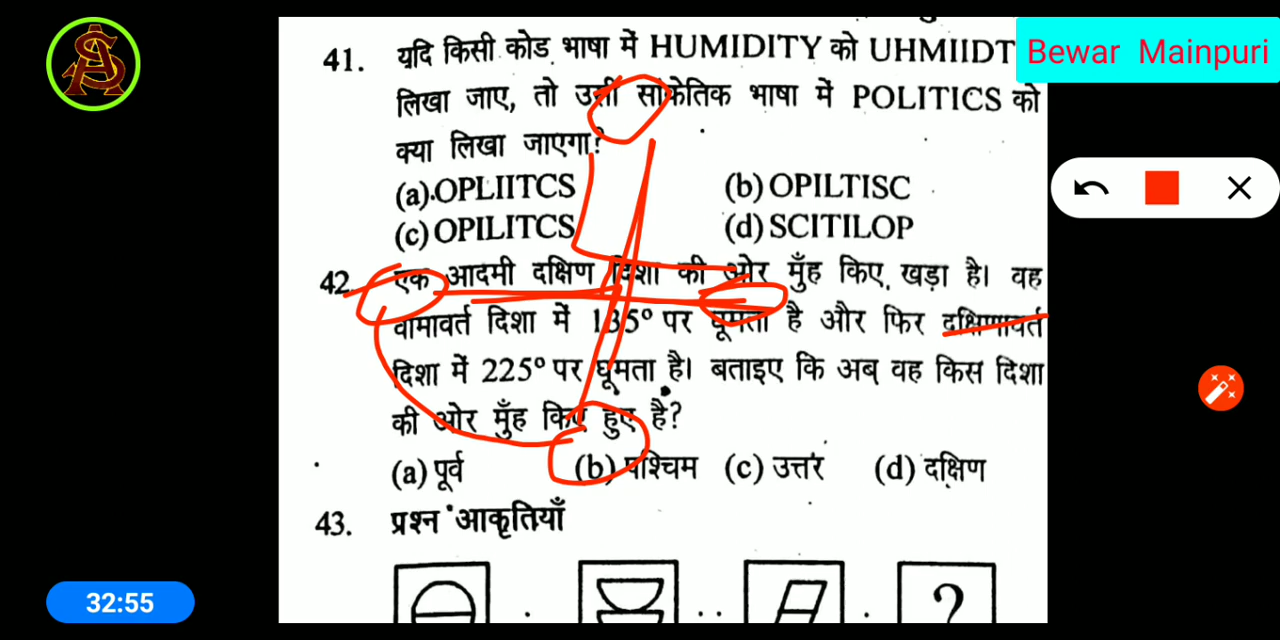 Bewar Mainpuri
41. यदि किसी कोड भाषा में HUMIDITY को UHMIIDT
लिखा जाए, तो उसी सांकेतिक भाषा में POLITICS को
क्या लिखा जाएगा?
(a) OPLIITCS (b) OPILTISC
(c) OPILITCS (d) SCITILOP
42. एक आदमी दक्षिण दिशा की ओर मुँह किए खड़ा है। वह
वामावर्त दिशा में 135° पर घूमता है और फिर दक्षिणावर्त
दिशा में 225° पर घूमता है। बताइए कि अब वह किस दिशा
की ओर मुँह किए हुए है?
(a) पूर्व (b) पश्चिम (c) उत्तर (d) दक्षिण
43. प्रश्न आकृतियाँ
?
32:55